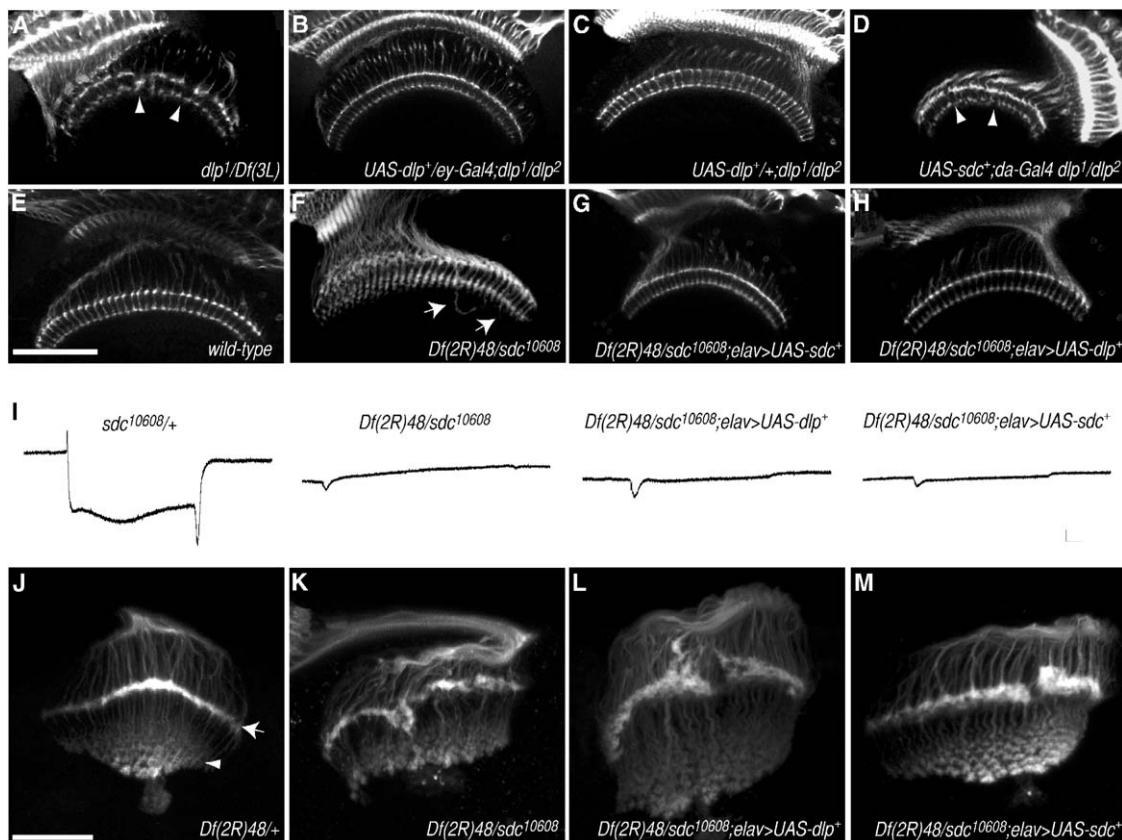 A
dlp¹/Df(3L)
B
UAS-dlp⁺/ey-Gal4;dlp¹/dlp²
C
UAS-dlp⁺/+;dlp¹/dlp²
D
UAS-sdc⁺;da-Gal4 dlp¹/dlp²
E
wild-type
F
Df(2R)48/sdc¹⁰⁶⁰⁸
G
Df(2R)48/sdc¹⁰⁶⁰⁸;elav>UAS-sdc⁺
H
Df(2R)48/sdc¹⁰⁶⁰⁸;elav>UAS-dlp⁺
I
sdc¹⁰⁶⁰⁸/+
Df(2R)48/sdc¹⁰⁶⁰⁸
Df(2R)48/sdc¹⁰⁶⁰⁸;elav>UAS-dlp⁺
Df(2R)48/sdc¹⁰⁶⁰⁸;elav>UAS-sdc⁺
J
Df(2R)48/+
K
Df(2R)48/sdc¹⁰⁶⁰⁸
L
Df(2R)48/sdc¹⁰⁶⁰⁸;elav>UAS-dlp⁺
M
Df(2R)48/sdc¹⁰⁶⁰⁸;elav>UAS-sdc⁺